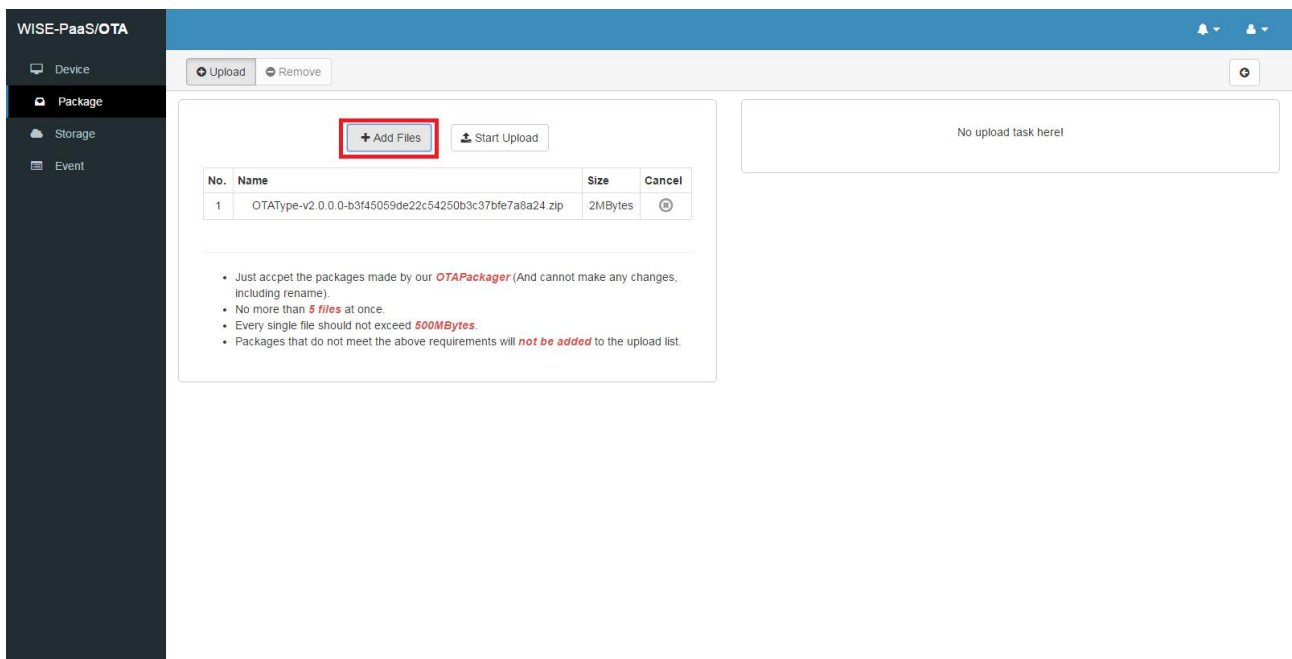 WISE-PaaS/OTA
Device
Package
Storage
Event
Upload
Remove
Add Files
Start Upload
No. Name Size Cancel
1 OTAType-v2.0.0.0-b3f45059de22c54250b3c37bfe7a8a24.zip 2MBytes
Just accpet the packages made by our OTAPackager (And cannot make any changes,
including rename).
No more than 5 files at once.
Every single file should not exceed 500MBytes.
Packages that do not meet the above requirements will not be added to the upload list.
No upload task here!